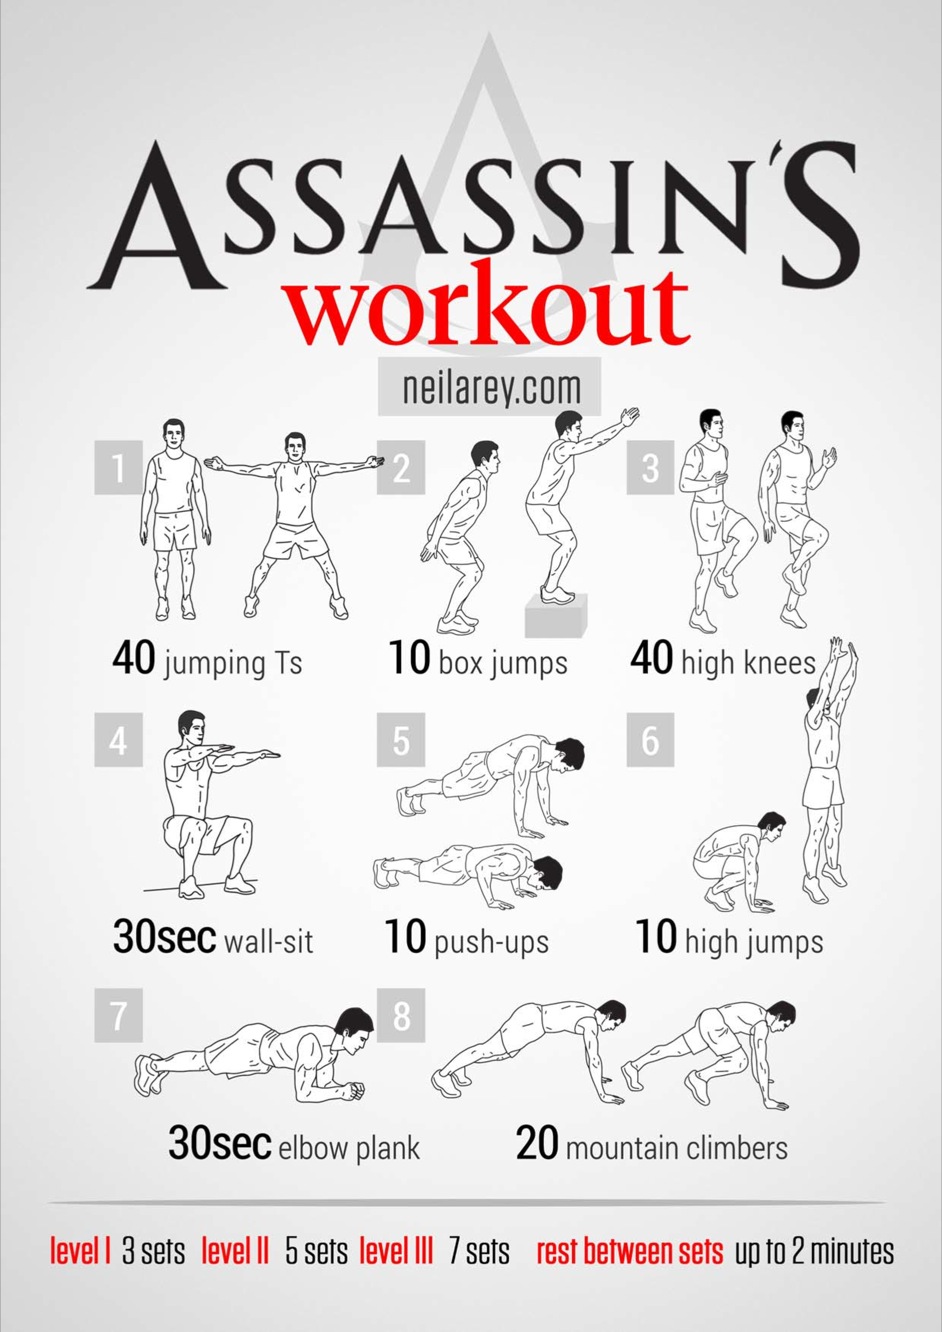 ASSASSIN'S
workout
neilarey.com
1
2
3
40 jumping Ts
10 box jumps
40 high knees
4
5
6
30sec wall-sit
10 push-ups
10 high jumps
7
8
30sec elbow plank
20 mountain climbers
level I 3 sets level II 5 sets level III 7 sets rest between sets up to 2 minutes